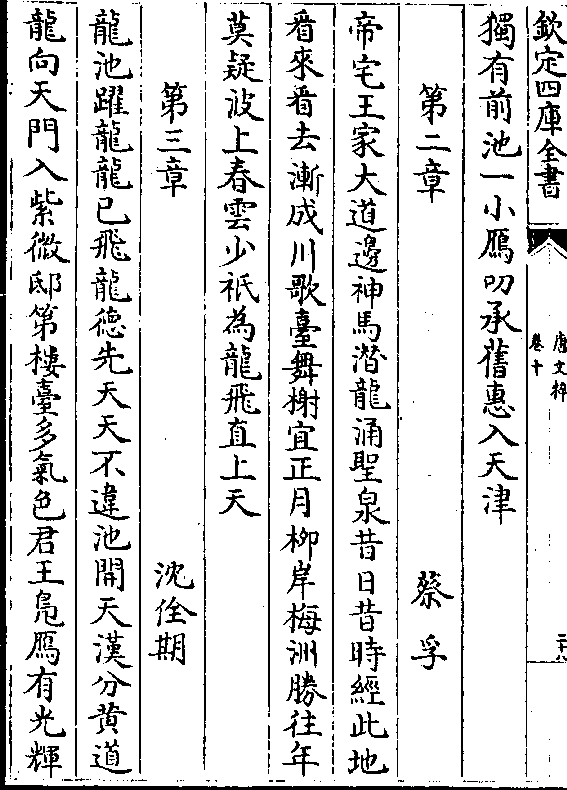 欽定四庫全書
唐文粹
卷十
獨有前池一小鴈叨承舊惠入天津
第二章
蔡孚
帝宅王家大道邊神馬潛龍涌聖泉昔日昔時經此地
看來看去漸成川歌臺舞榭宜正月柳岸梅洲勝往年
莫疑波上春雲少祇為龍飛直上天
第三章
沈佺期
龍池躍龍龍已飛龍德先天天不違池開天漢分黄道
龍向天門入紫微邸第樓臺多氣色君王鳬鴈有光輝